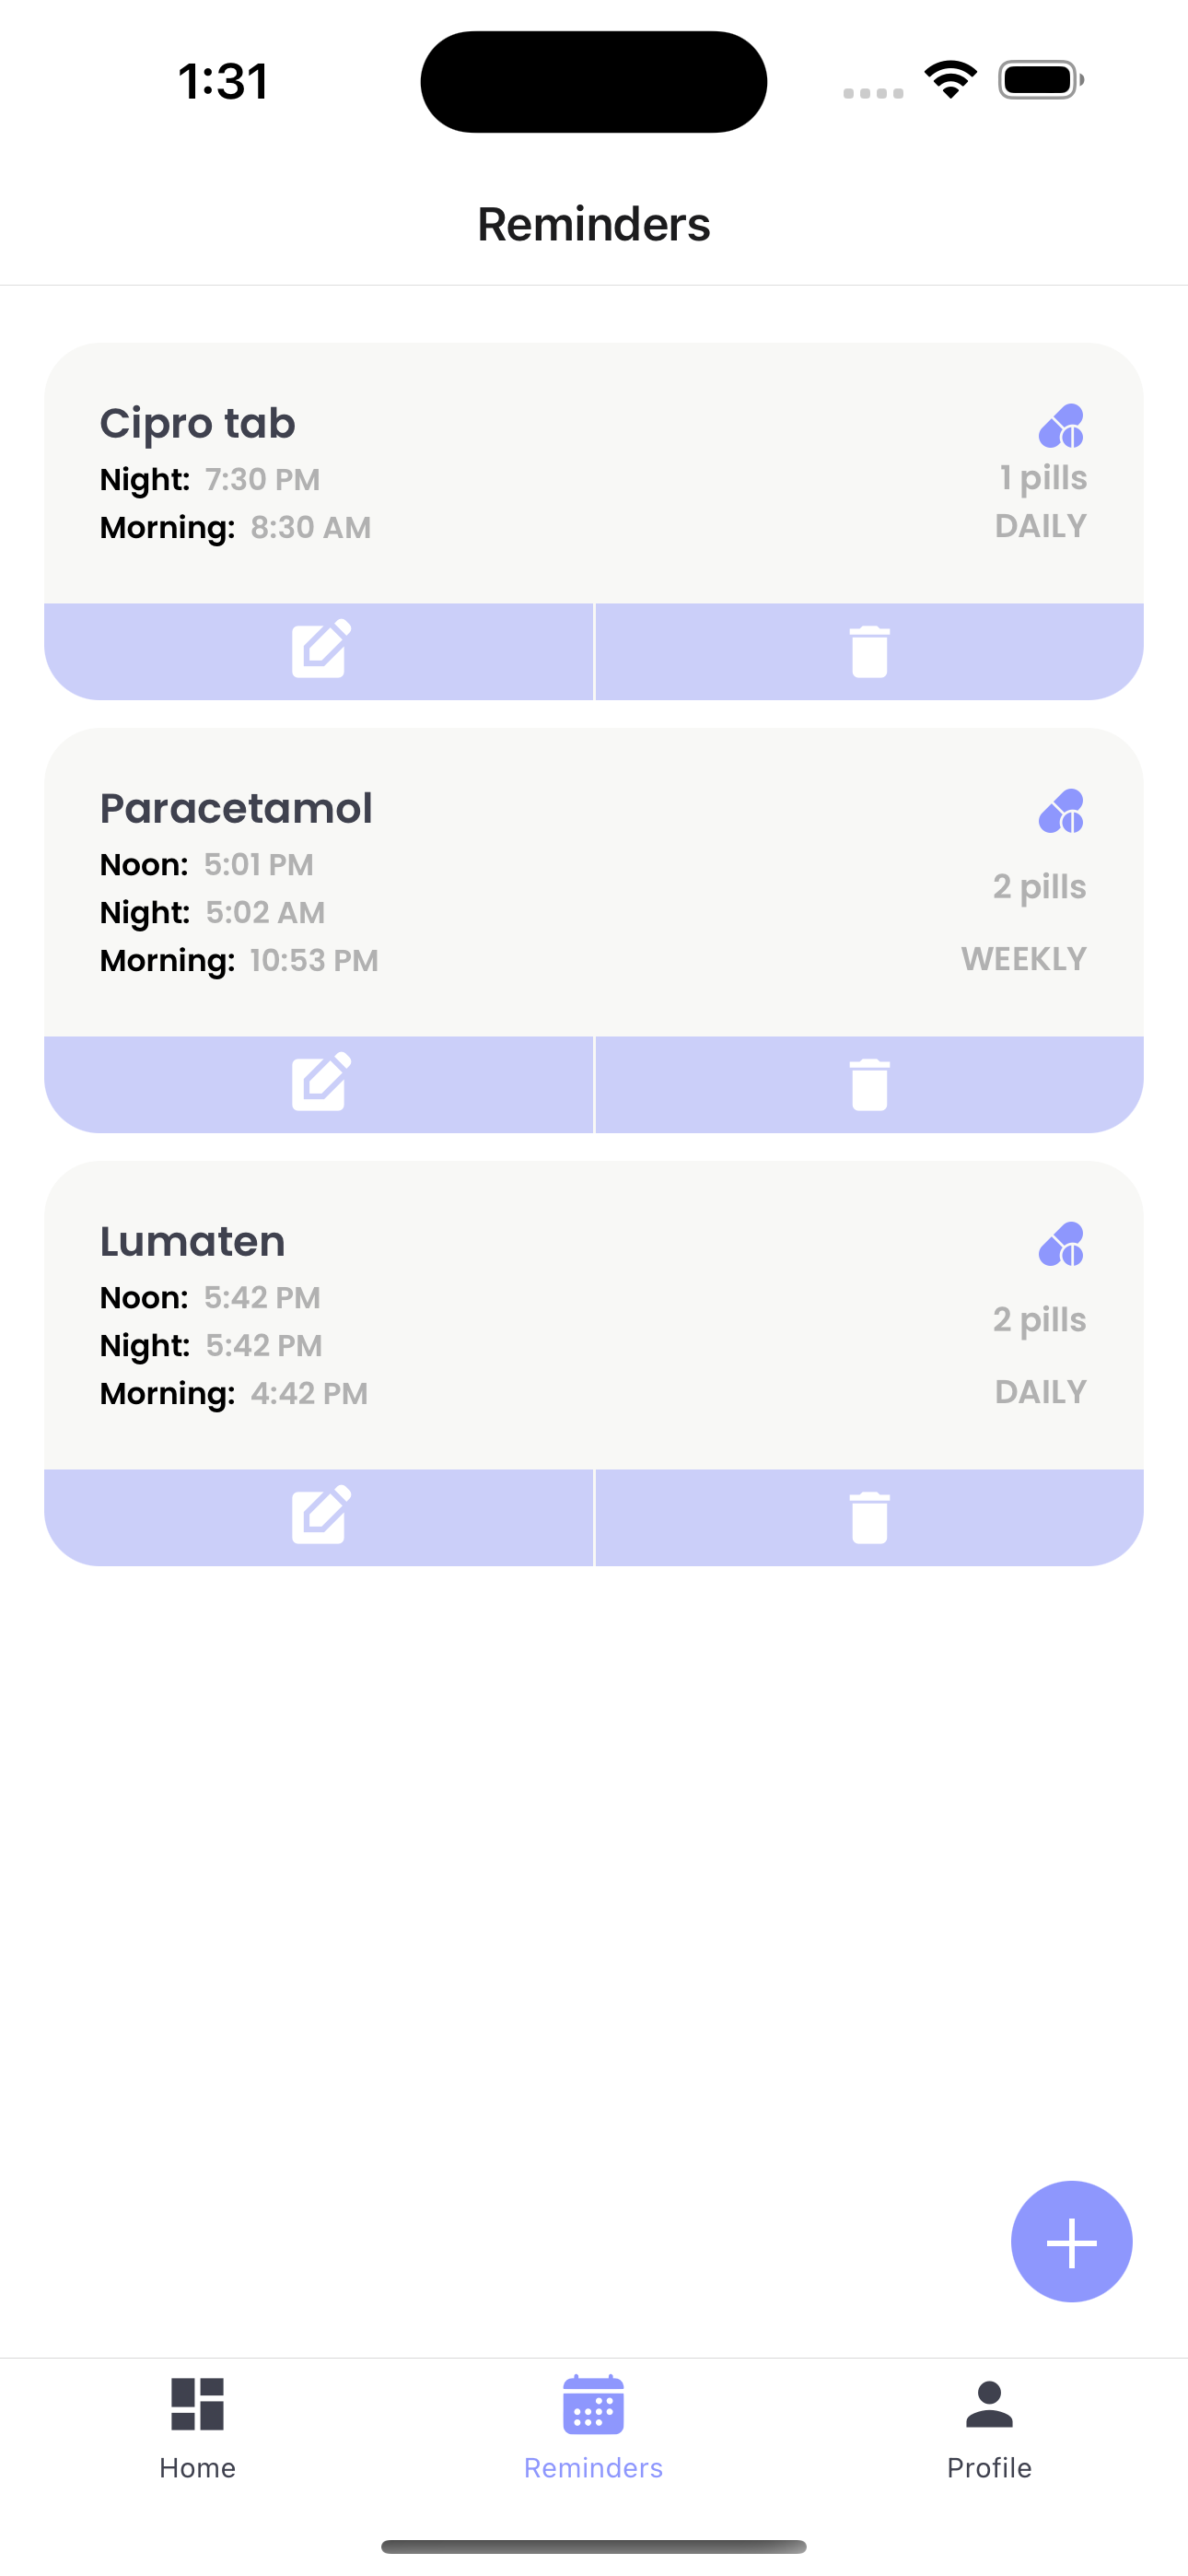 1:31
Reminders
Cipro tab
Night: 7:30 PM
1 pills
Morning: 8:30 AM
DAILY
Paracetamol
Noon: 5:01 PM
2 pills
Night: 5:02 AM
Morning: 10:53 PM
WEEKLY
Lumaten
Noon: 5:42 PM
2 pills
Night: 5:42 PM
Morning: 4:42 PM
DAILY
Home
Reminders
Profile